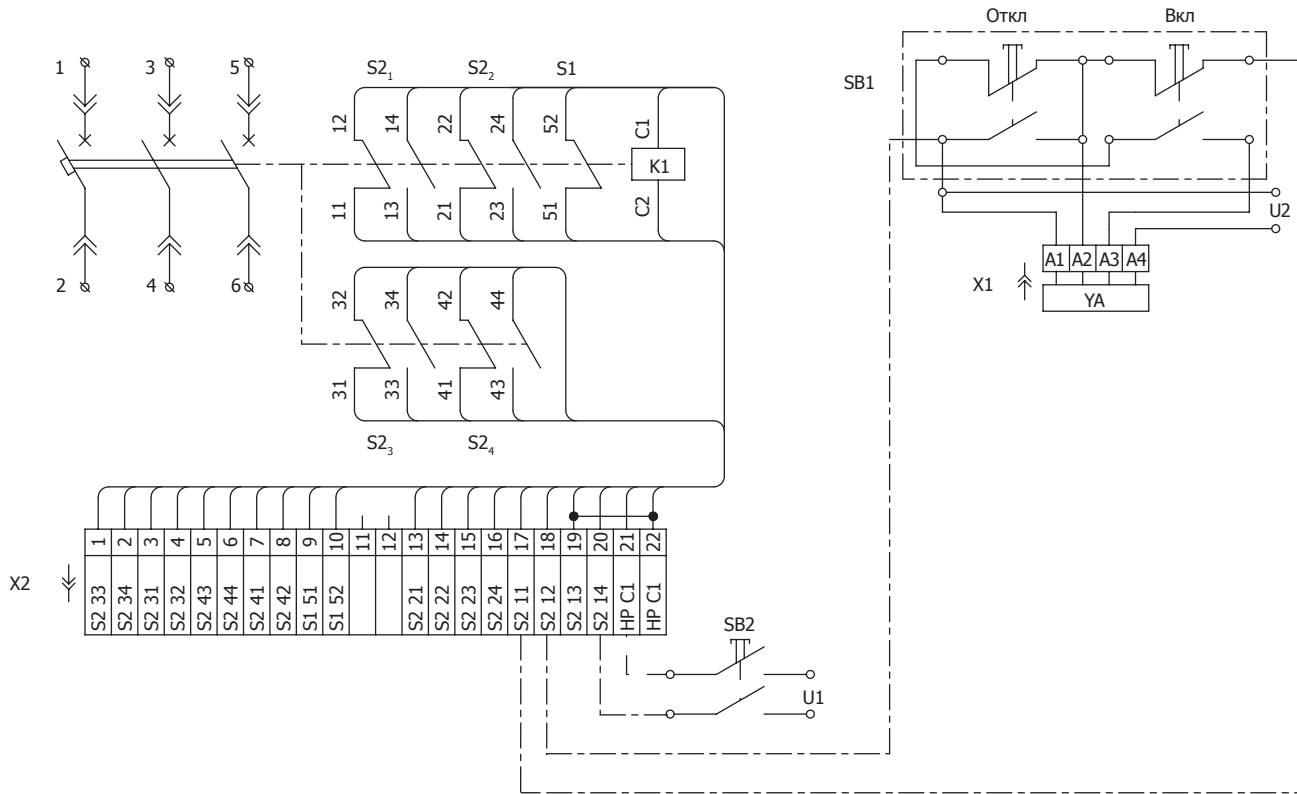 Откл Вкл
SB1
1 3 5
S2₁ S2₂ S1
12 14 22 24 52 C1
K1
11 13 21 23 51 C2
U2
A1 A2 A3 A4
X1
YA
2 4 6
32 34 42 44
31 33 41 43
S2₃ S2₄
1 2 3 4 5 6 7 8 9 10 11 12 13 14 15 16 17 18 19 20 21 22
X2
S2 33 S2 34 S2 31 S2 32 S2 43 S2 44 S2 41 S2 42 S1 51 S1 52 S2 21 S2 22 S2 23 S2 24 S2 11 S2 12 S2 13 S2 14 НР C1 НР C1
SB2
U1